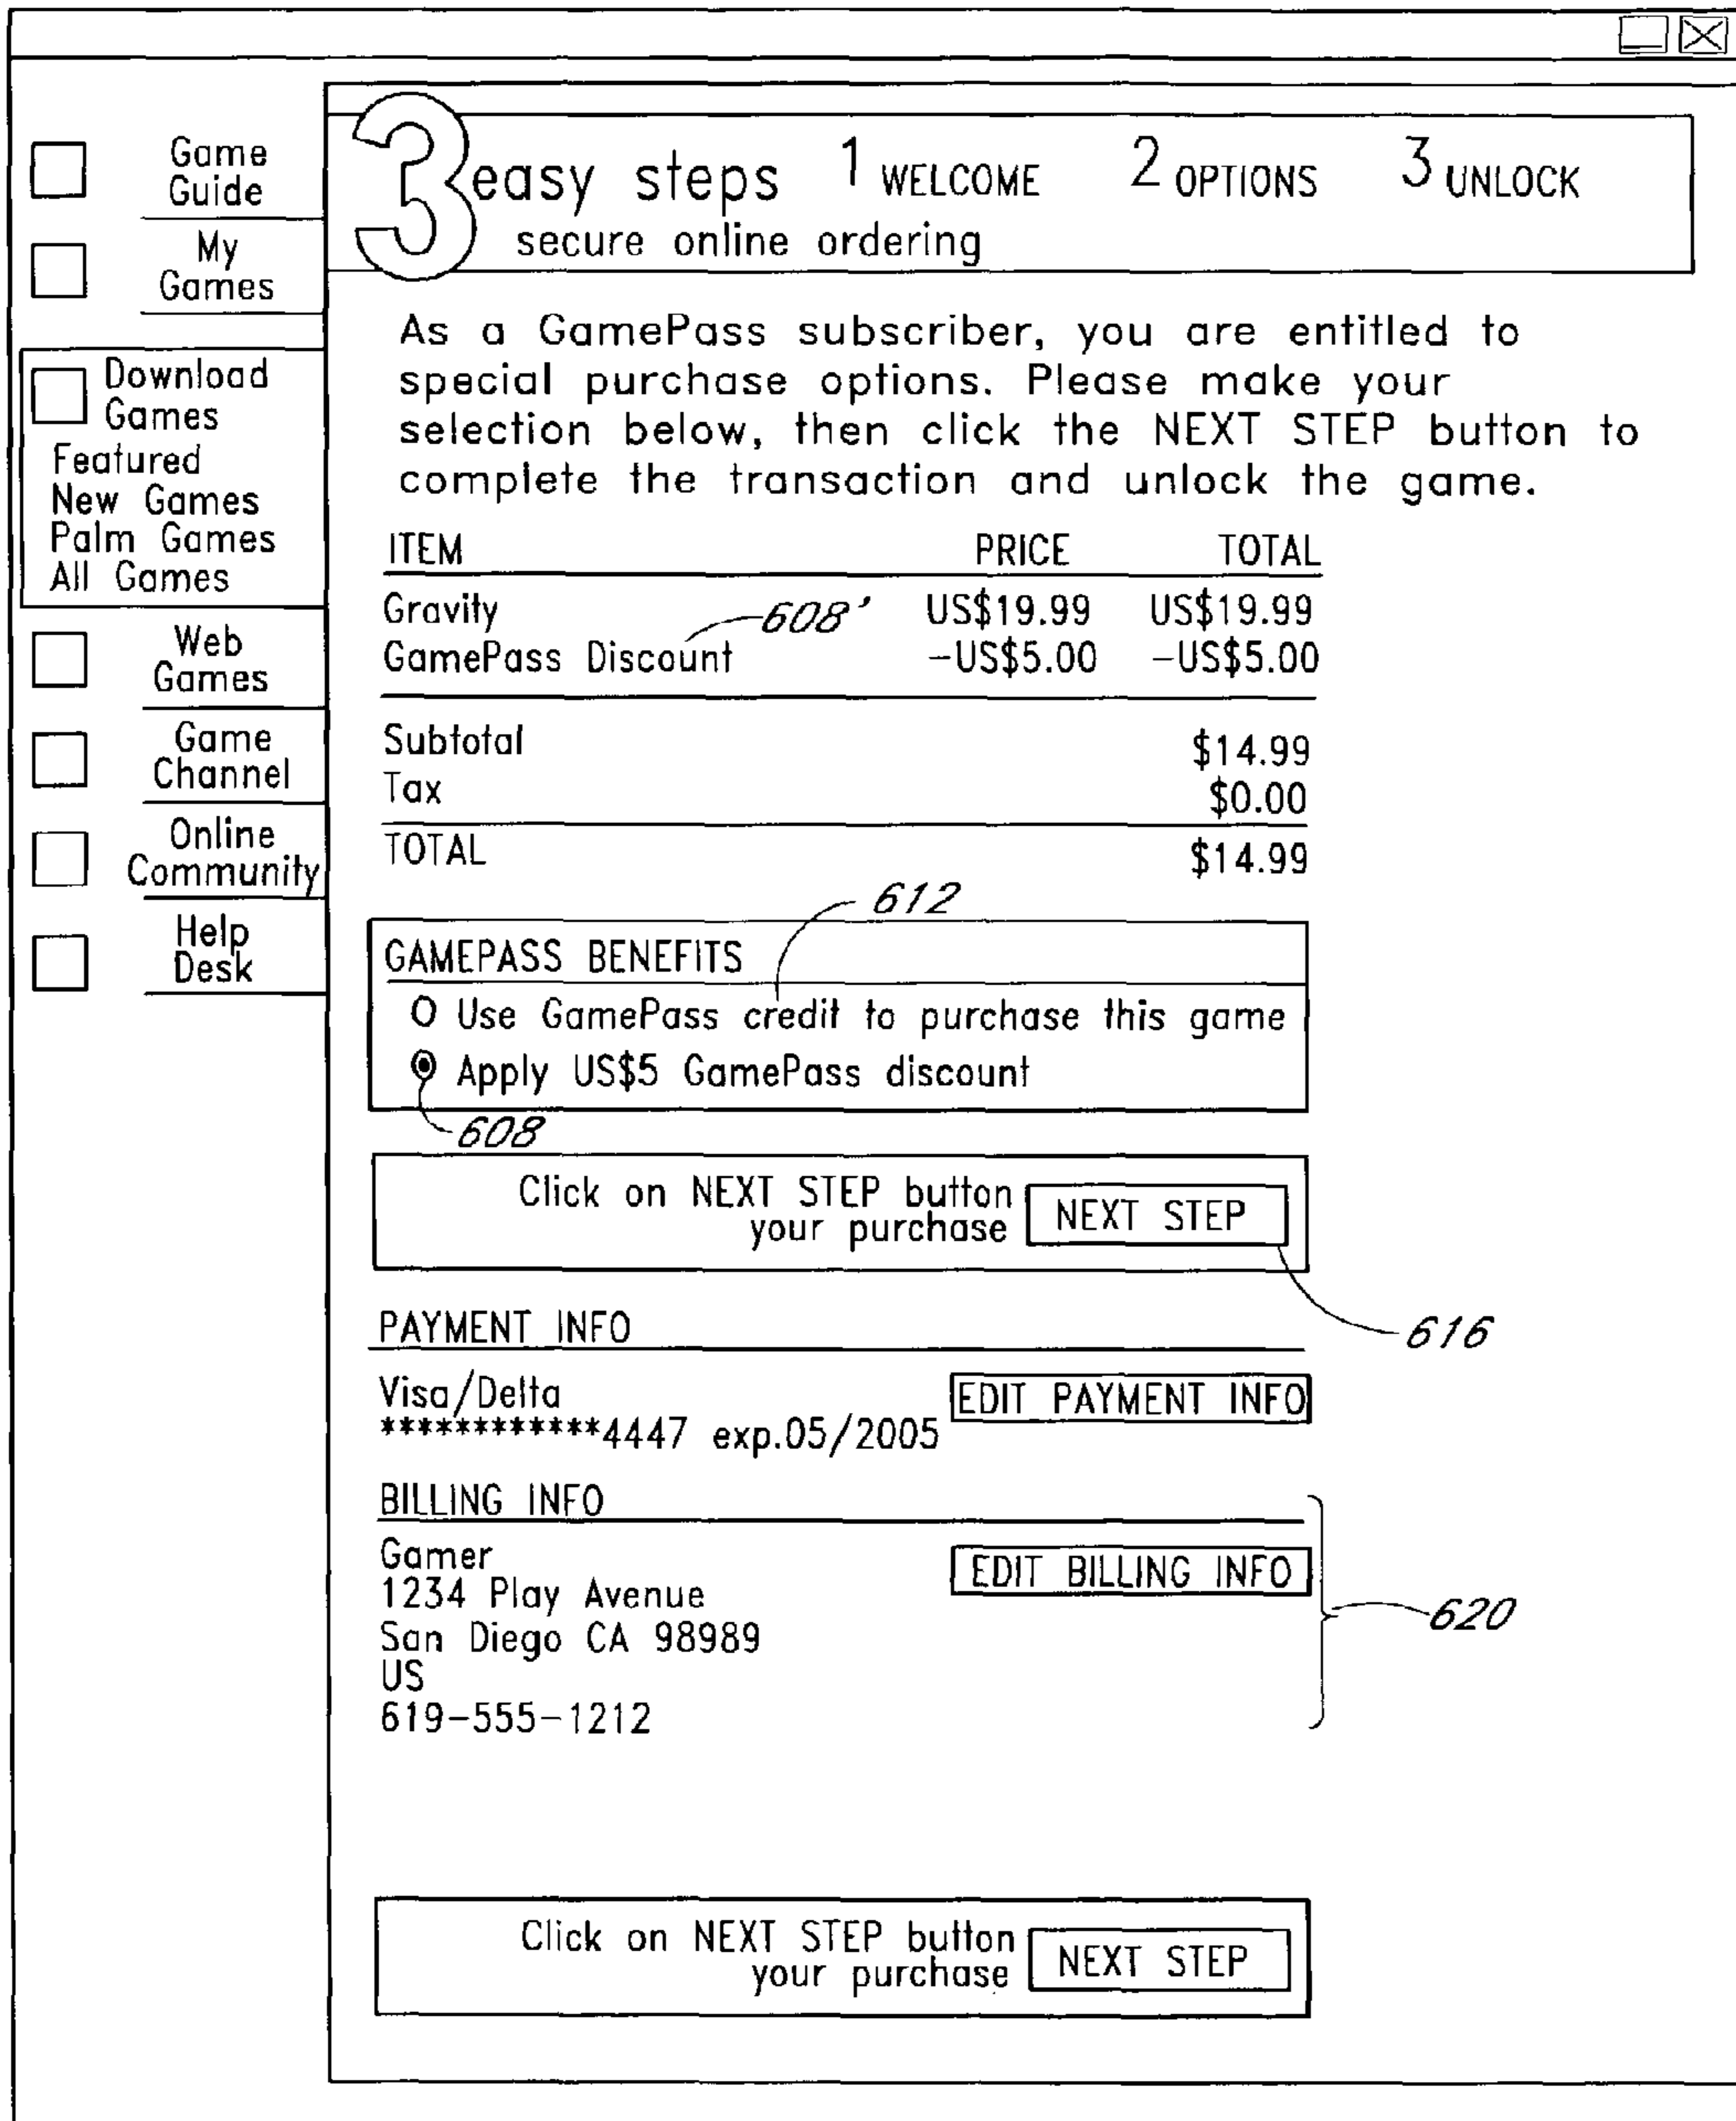 Game
Guide
My
Games
Download
Games
Featured
New Games
Palm Games
All Games
Web
Games
Game
Channel
Online
Community
Help
Desk
3 easy steps 1 WELCOME 2 OPTIONS 3 UNLOCK
secure online ordering
As a GamePass subscriber, you are entitled to
special purchase options. Please make your
selection below, then click the NEXT STEP button to
complete the transaction and unlock the game.
ITEM PRICE TOTAL
Gravity 608' US$19.99 US$19.99
GamePass Discount -US$5.00 -US$5.00
Subtotal $14.99
Tax $0.00
TOTAL $14.99
612
GAMEPASS BENEFITS
Use GamePass credit to purchase this game
Apply US$5 GamePass discount
608
Click on NEXT STEP button
your purchase NEXT STEP
616
PAYMENT INFO
Visa/Delta EDIT PAYMENT INFO
************4447 exp.05/2005
BILLING INFO
Gamer EDIT BILLING INFO
1234 Play Avenue
620
San Diego CA 98989
US
619-555-1212
Click on NEXT STEP button
your purchase NEXT STEP